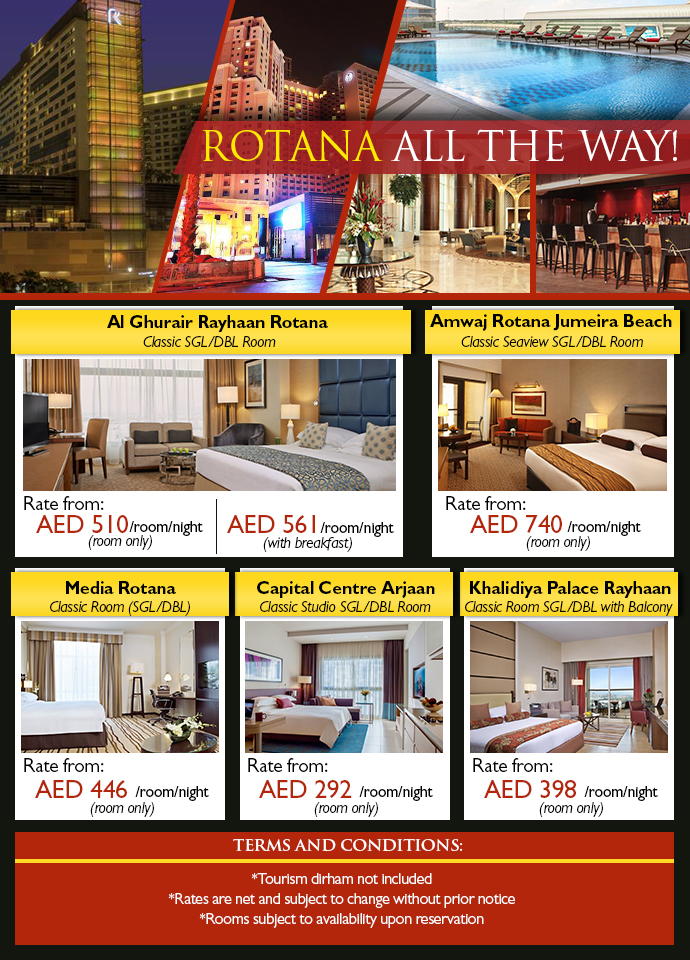 ROTANA ALL THE WAY!
Al Ghurair Rayhaan Rotana
Classic SGL/DBL Room
Rate from:
AED 510/room/night
(room only)
AED 561/room/night
(with breakfast)
Amwaj Rotana Jumeira Beach
Classic Seaview SGL/DBL Room
Rate from:
AED 740/room/night
(room only)
Media Rotana
Classic Room (SGL/DBL)
Rate from:
AED 446 /room/night
(room only)
Capital Centre Arjaan
Classic Studio SGL/DBL Room
Rate from:
AED 292 /room/night
(room only)
Khalidiya Palace Rayhaan
Classic Room SGL/DBL with Balcony
Rate from:
AED 398 /room/night
(room only)
TERMS AND CONDITIONS:
*Tourism dirham not included
*Rates are net and subject to change without prior notice
*Rooms subject to availability upon reservation